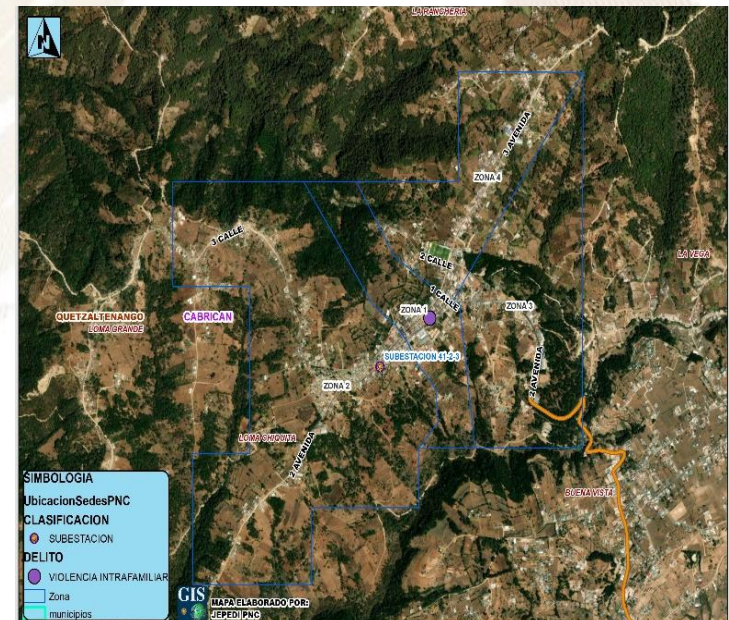 N
LA RANCHERIA
3 AVENIDA
ZONA 4
3 CALLE
2 CALLE
LA VEGA
1 CALLE
ZONA 1
ZONA 3
QUETZALTENANGO
CABRICAN
LOMA GRANDE
SUBESTACION 41-2-3
2 AVENIDA
ZONA 2
LOMA CHIQUITA
2 AVENIDA
BUENA VISTA
SIMBOLOGIA
UbicacionSedesPNC
CLASIFICACION
SUBESTACION
DELITO
VIOLENCIA INTRAFAMILIAR
Zona
municipios
GIS
MAPA ELABORADO POR:
JEPEDI PNC